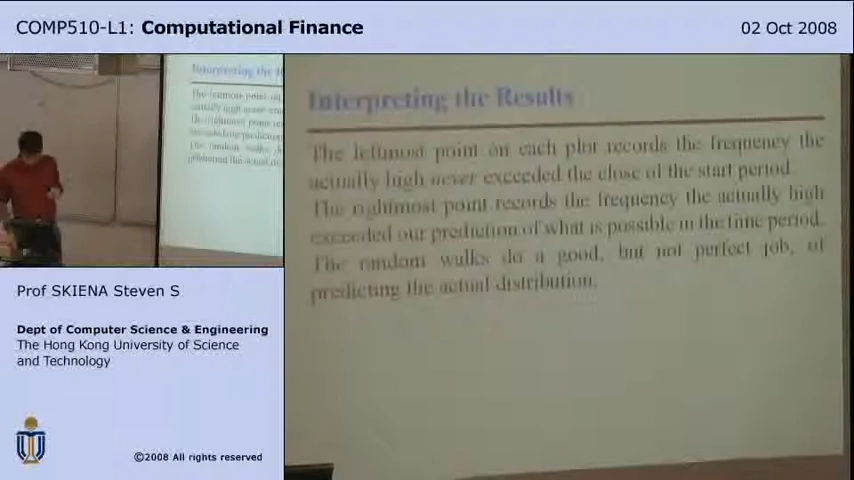 COMP510-L1: Computational Finance
02 Oct 2008
Interpreting the Results
The leftmost point on each plot records the frequency the
actually high never exceeded the close of the start period.
The rightmost point records the frequency the actually high
exceeded our prediction of what is possible in the time period.
The random walks do a good, but not perfect job, of
predicting the actual distribution.
Prof SKIENA Steven S
Dept of Computer Science & Engineering
The Hong Kong University of Science
and Technology
©2008 All rights reserved